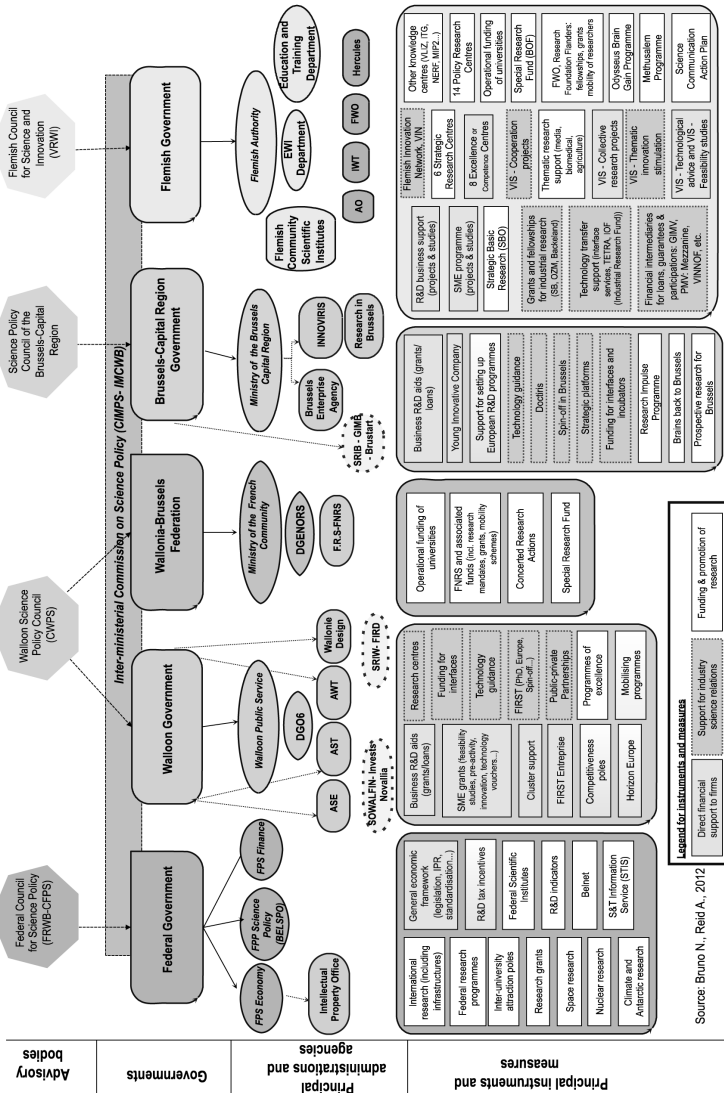 Advisory
bodies
Governments
Principal
administrations and
agencies
Principal instruments and
measures
Federal Council
for Science Policy
(FRWB-CFPS)
Walloon Science
Policy Council
(CWPS)
Science Policy
Council of the
Brussels-Capital
Region
Flemish Council
for Science and
Innovation
(VRWI)
Inter-ministerial Commission on Science Policy (CIMPS- IMCWB)
Federal Government
Walloon Government
Wallonia-Brussels
Federation
Brussels-Capital Region
Government
Flemish Government
FPS Economy
FPP Science
Policy
(BELSPO)
FPS Finance
Intellectual
Property Office
Walloon Public Service
DGO6
ASE
AST
AWT
Wallonie
Design
SOWALFIN- Invests
Novallia
SRIW- FIRD
Ministry of the French
Community
DGENORS
F.R.S-FNRS
Ministry of the Brussels
Capital Region
Brussels
Enterprise
Agency
INNOV/IRIS
Research in
Brussels
SRIB - GIMB
- Brustart
Flemish Authority
Flemish
Community
Scientific
Institutes
EWI
Department
Education and
Training
Department
AO
IWT
FWO
Hercules
International
research (including
infrastructures)
Federal research
programmes
Inter-university
attraction poles
Research grants
Space research
Nuclear research
Climate and
Antarctic research
General economic
framework
(legislation, IPR,
standardisation...)
R&D tax incentives
Federal Scientific
Institutes
R&D indicators
Belnet
S&T Information
Service (STIS)
Business R&D aids
(grants/loans)
SME grants (feasibility
studies, pre-activity,
innovation, technology
vouchers...)
Cluster support
FIRST Entreprise
Competitiveness
poles
Horizon Europe
Research centres
Funding for
interfaces
Technology
guidance
FIRST (PhD, Europe,
Spin-off...)
Public-private
Partnerships
Programmes of
excellence
Mobilising
programmes
Operational funding of
universities
FNRS and associated
funds (incl. research
mandates, grants, mobility
schemes)
Concerted Research
Actions
Special Research Fund
Business R&D aids (grants/
loans)
Young Innovative Company
Support for setting up
European R&D programmes
Technology guidance
Doctiris
Spin-off in Brussels
Strategic platforms
Funding for interfaces and
incubators
Research Impulse
Programme
Brains back to Brussels
Prospective research for
Brussels
R&D business support
(projects & studies)
SME programme
(projects & studies)
Strategic Basic
Research (SBO)
Grants and fellowships
for industrial research
(SB, OZM, Baekeland)
Technology transfer
support (interface
services, TETRA, IOF
(Industrial Research Fund))
Financial intermediaries
for loans, guarantees &
participations: GIMV,
PMV, Mezzanine,
VINNOF, etc.
Flemish Innovation
Network, VIN
6 Strategic
Research Centres
8 Excellence or
Competence Centres
VIS - Cooperation
projects
Thematic research
support (media,
biomedical,
agriculture)
VIS - Collective
research projects
VIS - Thematic
innovation
stimulation
VIS - Technological
advice and VIS -
Feasibility studies
Other knowledge
centres (VLIZ, ITG,
NERF, MIP2...)
14 Policy Research
Centres
Operational funding
of universities
Special Research
Fund (BOF)
FWO, Research
Foundation Flanders:
fellowships, grants
mobility of researchers
Odysseus Brain
Gain Programme
Methusalem
Programme
Science
Communication
Action Plan
Source: Bruno N., Reid A., 2012
Legend for instruments and measures
Direct financial
support to firms
Support for industry
science relations
Funding & promotion of
research